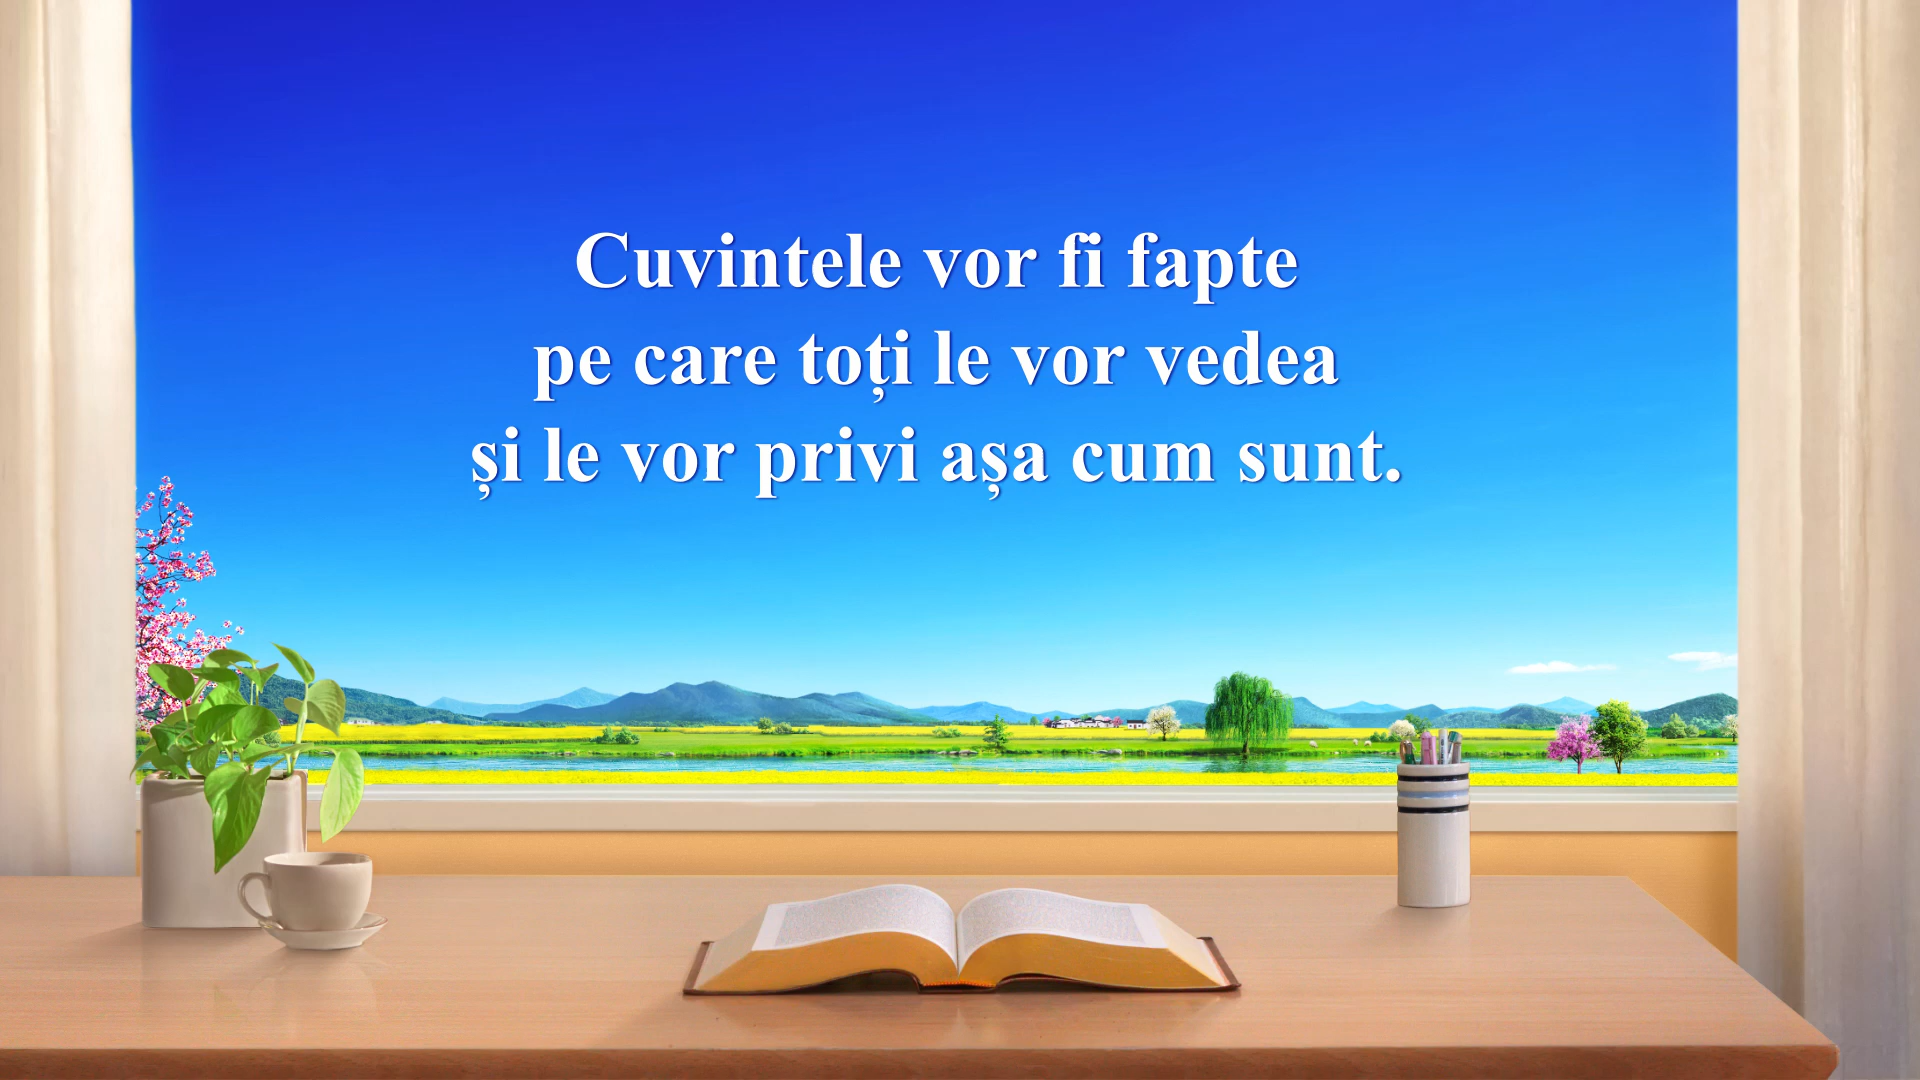 Cuvintele vor fi fapte
pe care toți le vor vedea
și le vor privi așa cum sunt.